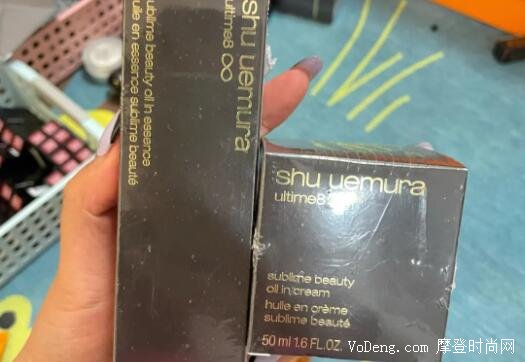 shu uemura
ultime8 ∞
sublime beauty oil in essence
huile en essence sublime beauté
shu uemura
ultime8
sublime beauty
oil in cream
huile en crème
sublime beauté
50 ml 1.6 FL.OZ.
VoDeng.com 摩登时尚网